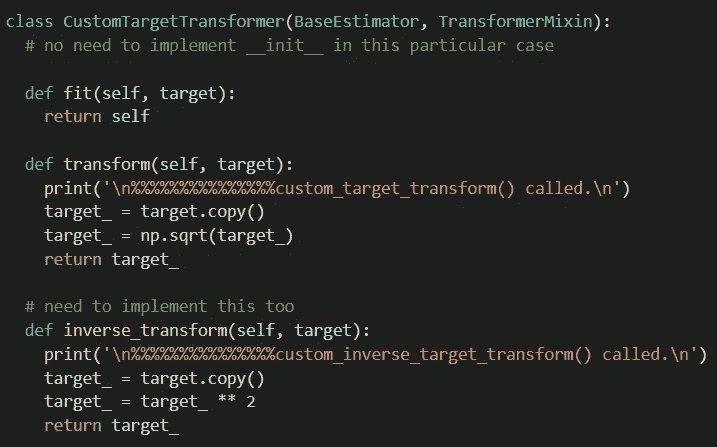 class CustomTargetTransformer(BaseEstimator, TransformerMixin):
  # no need to implement __init__ in this particular case

  def fit(self, target):
    return self

  def transform(self, target):
    print('\n%%%%%%%%%%%%%%%custom_target_transform() called.\n')
    target_ = target.copy()
    target_ = np.sqrt(target_)
    return target_

  # need to implement this too
  def inverse_transform(self, target):
    print('\n%%%%%%%%%%%%%%%custom_inverse_target_transform() called.\n')
    target_ = target.copy()
    target_ = target_ ** 2
    return target_